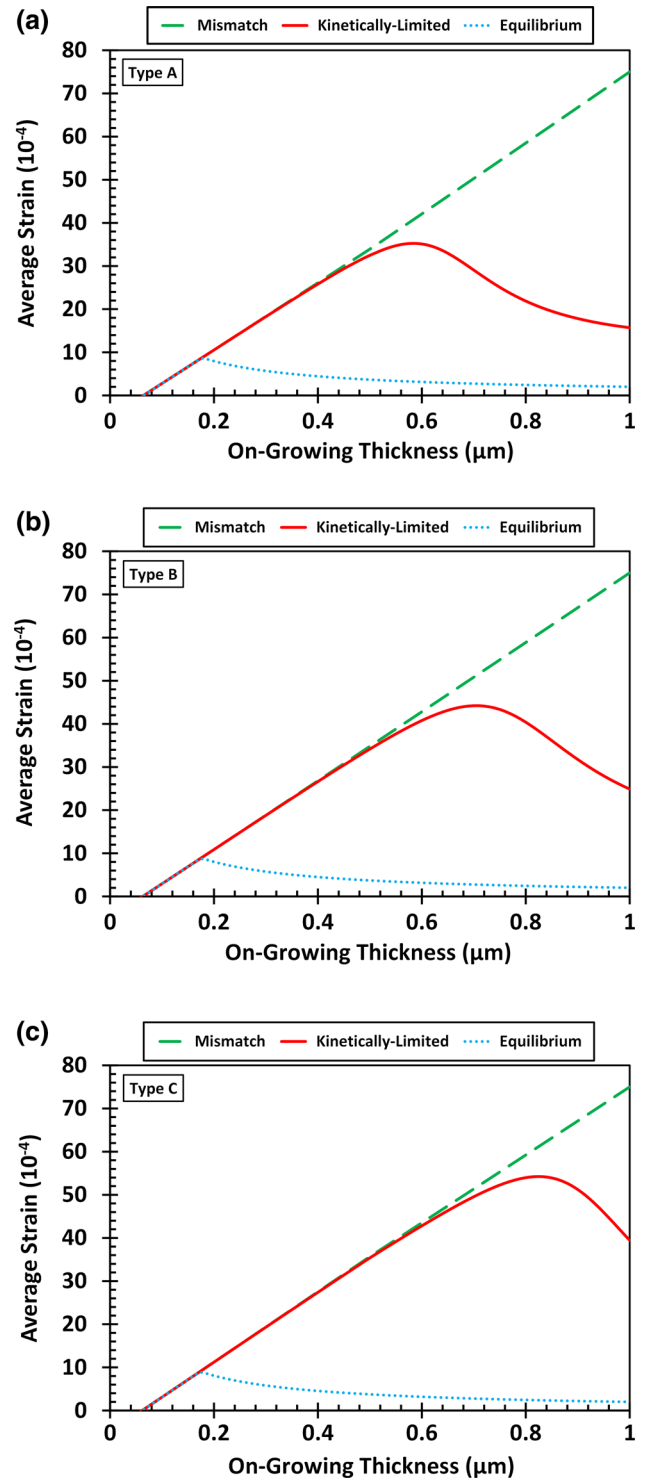 (a)
Mismatch Kinetically-Limited Equilibrium
Type A
80
70
60
50
40
30
20
10
0
Average Strain (10⁻⁴)
0 0.2 0.4 0.6 0.8 1
On-Growing Thickness (μm)
(b)
Mismatch Kinetically-Limited Equilibrium
Type B
80
70
60
50
40
30
20
10
0
Average Strain (10⁻⁴)
0 0.2 0.4 0.6 0.8 1
On-Growing Thickness (μm)
(c)
Mismatch Kinetically-Limited Equilibrium
Type C
80
70
60
50
40
30
20
10
0
Average Strain (10⁻⁴)
0 0.2 0.4 0.6 0.8 1
On-Growing Thickness (μm)